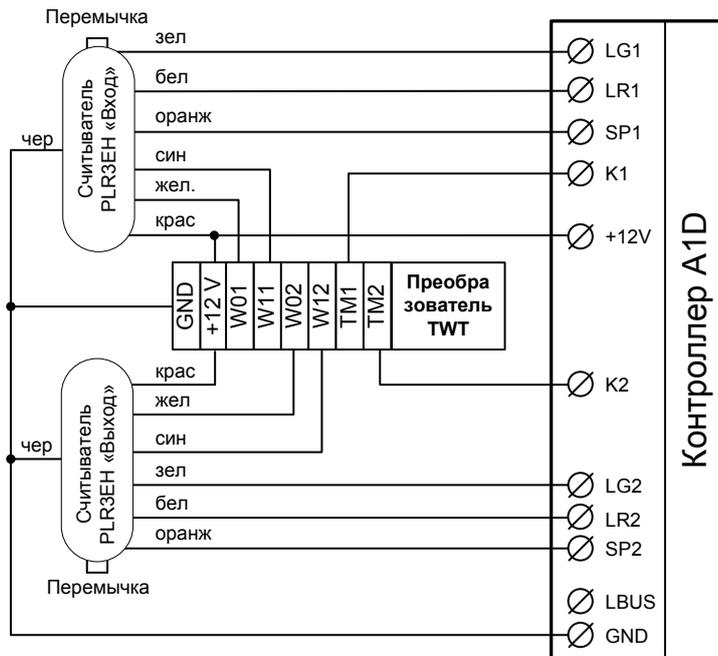 Перемычка
зел
LG1
бел
LR1
оранж
SP1
чер
Считыватель
PLR3EH «Вход»
син
K1
жел.
крас
+12V
GND
+12 V
W01
W11
W02
W12
TM1
TM2
Преобра
зователь
TWT
Контроллер A1D
крас
K2
жел
чер
Считыватель
PLR3EH «Выход»
син
зел
LG2
бел
LR2
оранж
SP2
Перемычка
LBUS
GND